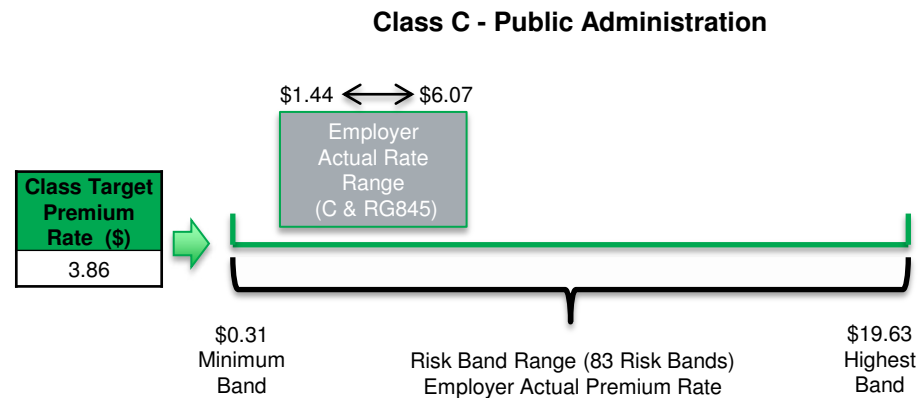 Class C - Public Administration
$1.44 $6.07
Employer
Actual Rate
Range
(C & RG845)
Class Target
Premium
Rate ($)
3.86
$0.31
Minimum
Band
Risk Band Range (83 Risk Bands)
Employer Actual Premium Rate
$19.63
Highest
Band